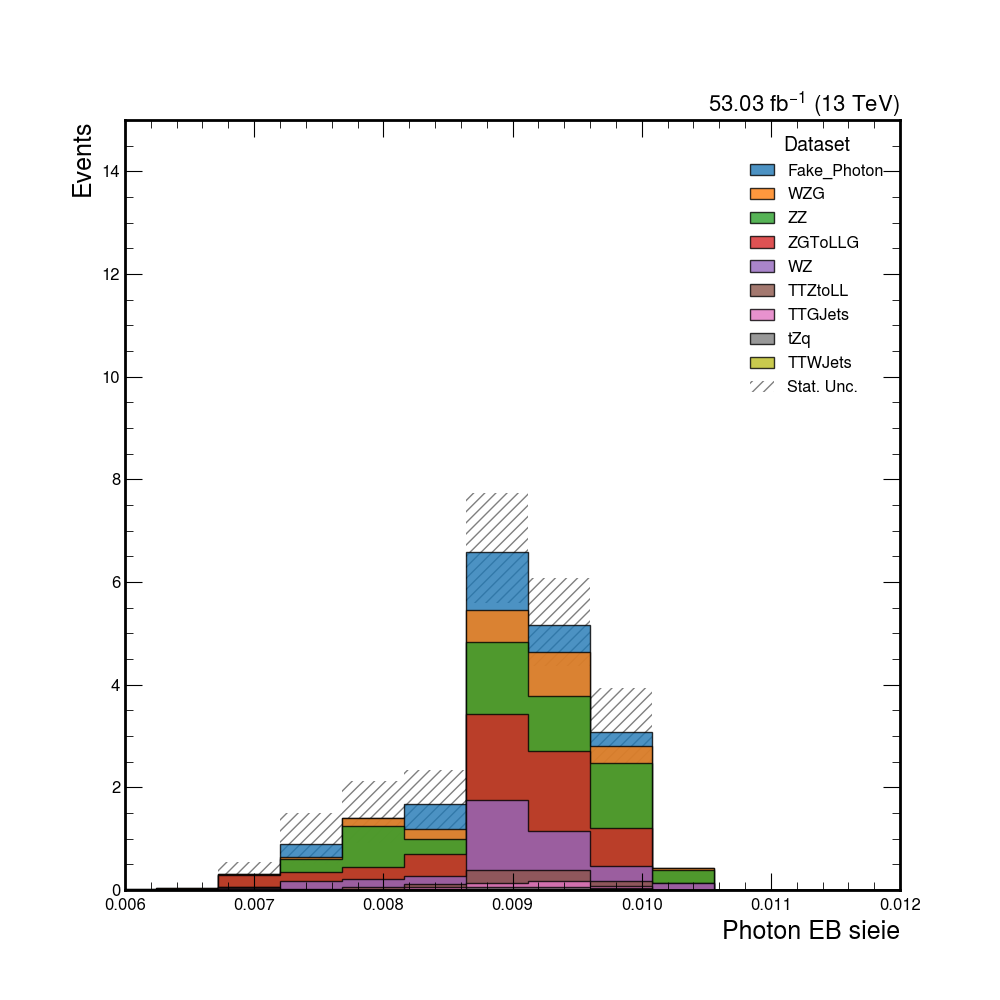 53.03 fb⁻¹ (13 TeV)
Events
Dataset
Fake_Photon
WZG
ZZ
ZGToLLG
WZ
TTZtoLL
TTGJets
tZq
TTWJets
Stat. Unc.
14
12
10
8
6
4
2
0
0.006 0.007 0.008 0.009 0.010 0.011 0.012
Photon EB sieie